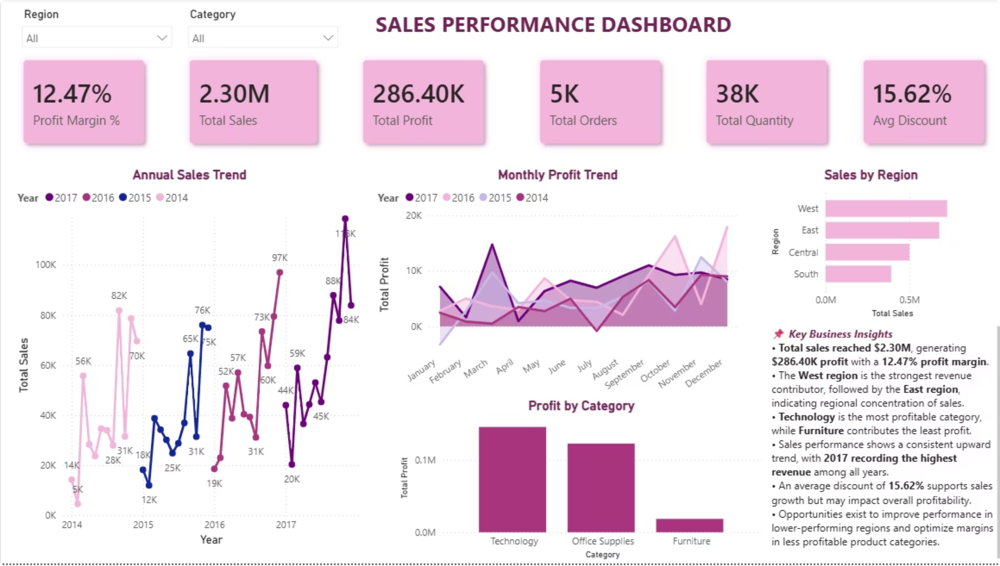 Region
All
Category
All
SALES PERFORMANCE DASHBOARD
12.47%
Profit Margin %
2.30M
Total Sales
286.40K
Total Profit
5K
Total Orders
38K
Total Quantity
15.62%
Avg Discount
Annual Sales Trend
Year 2017 2016 2015 2014
Total Sales
100K
80K
60K
40K
20K
0K
14K
5K
56K
28K
82K
31K
70K
18K
12K
25K
65K
31K
76K
75K
19K
52K
57K
31K
73K
60K
97K
44K
20K
59K
45K
88K
118K
84K
2014 2015 2016 2017
Year
Monthly Profit Trend
Year 2017 2016 2015 2014
Total Profit
20K
10K
0K
January
February
March
April
May
June
July
August
September
October
November
December
Profit by Category
Total Profit
0.1M
0.0M
Technology Office Supplies Furniture
Category
Sales by Region
Region
West
East
Central
South
0.0M 0.5M
Total Sales
Key Business Insights
• Total sales reached $2.30M, generating
$286.40K profit with a 12.47% profit margin.
• The West region is the strongest revenue
contributor, followed by the East region,
indicating regional concentration of sales.
• Technology is the most profitable category,
while Furniture contributes the least profit.
• Sales performance shows a consistent upward
trend, with 2017 recording the highest
revenue among all years.
• An average discount of 15.62% supports sales
growth but may impact overall profitability.
• Opportunities exist to improve performance in
lower-performing regions and optimize margins
in less profitable product categories.